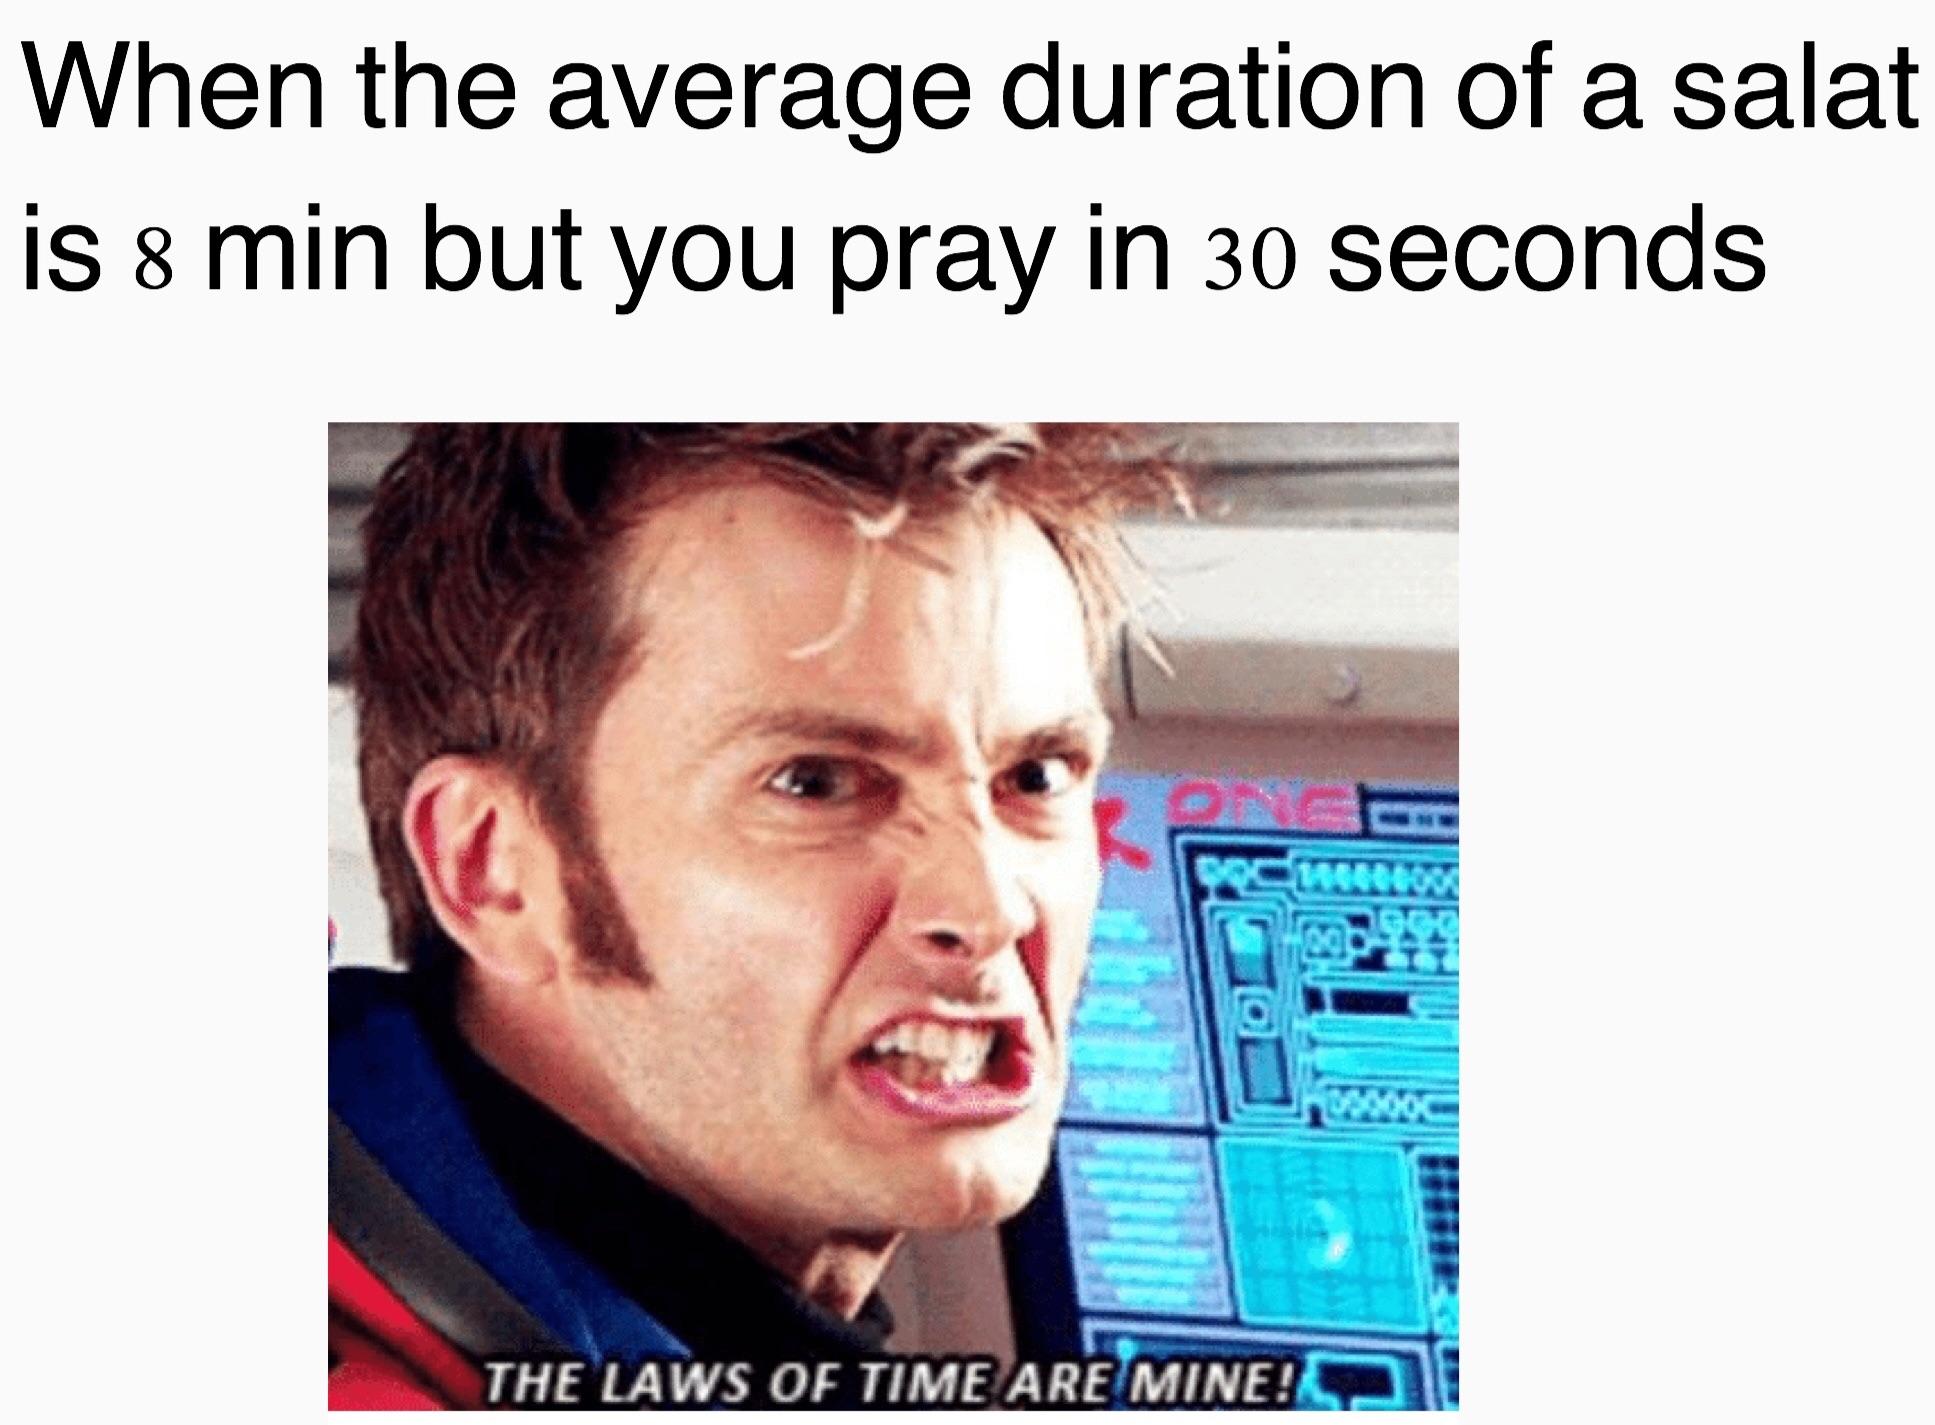 When the average duration of a salat
is 8 min but you pray in 30 seconds
ONE
THE LAWS OF TIME ARE MINE!